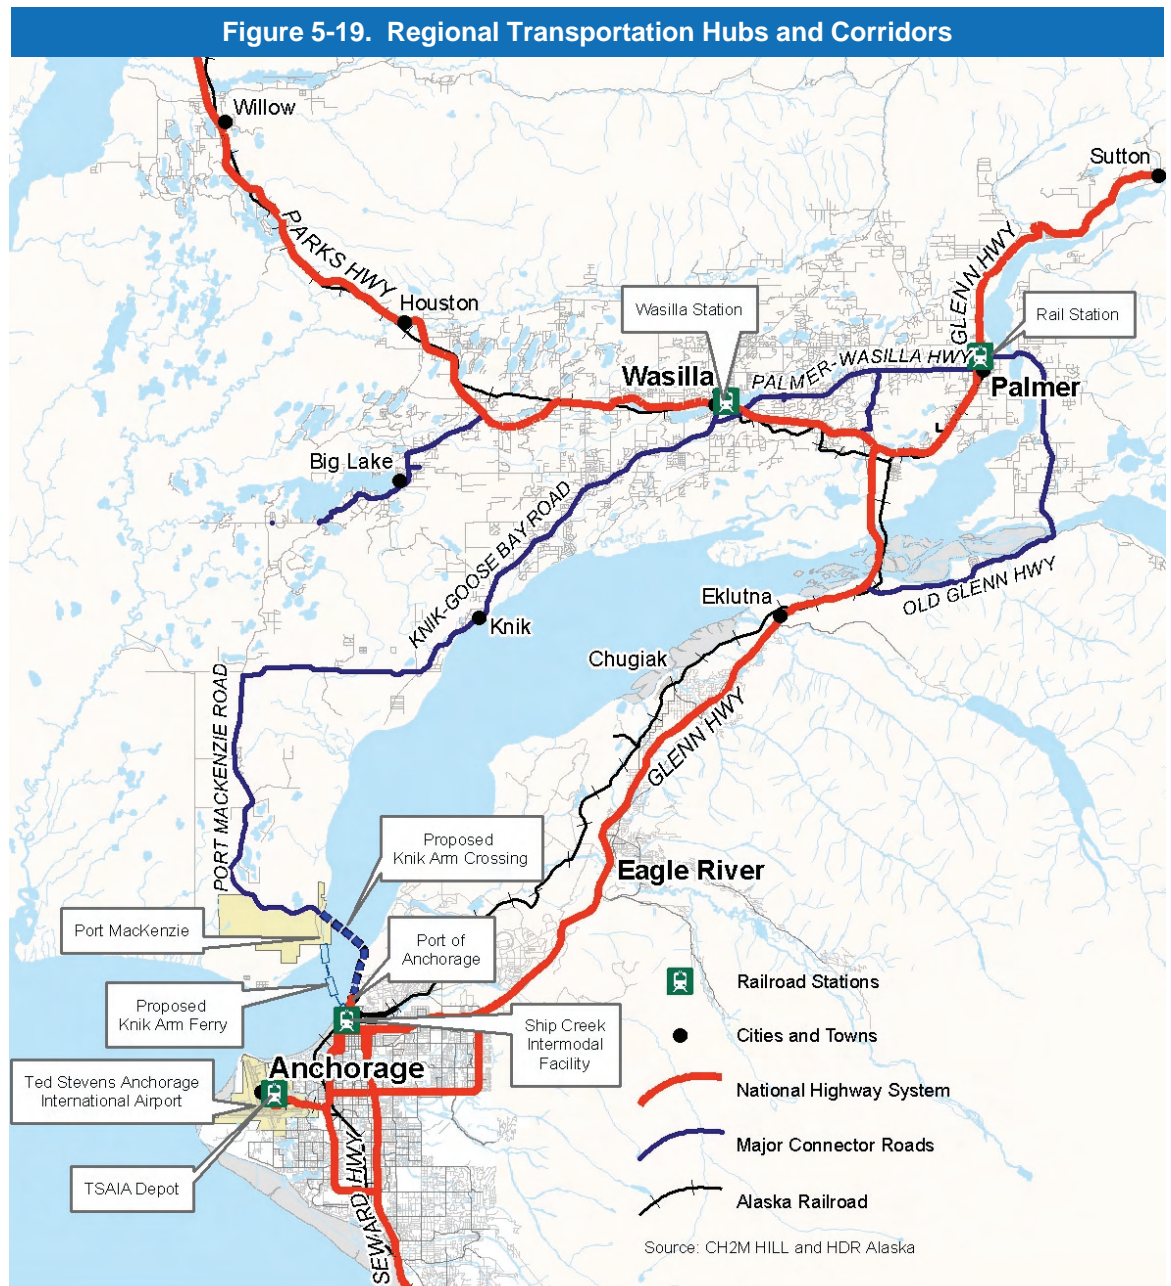 Figure 5-19. Regional Transportation Hubs and Corridors
Willow
Sutton
PARKS HWY
GLENN HWY
Houston
Wasilla Station
Rail Station
PALMER-WASILLA HWY
Wasilla
Palmer
Big Lake
KNIK-GOOSE BAY ROAD
Eklutna
OLD GLENN HWY
Knik
Chugiak
PORT MACKENZIE ROAD
GLENN HWY
Proposed
Knik Arm Crossing
Eagle River
Port MacKenzie
Port of
Anchorage
Railroad Stations
Proposed
Knik Arm Ferry
Ship Creek
Intermodal
Facility
Cities and Towns
Anchorage
Ted Stevens Anchorage
International Airport
National Highway System
TSAIA Depot
SEWARD HWY
Major Connector Roads
Alaska Railroad
Source: CH2M HILL and HDR Alaska